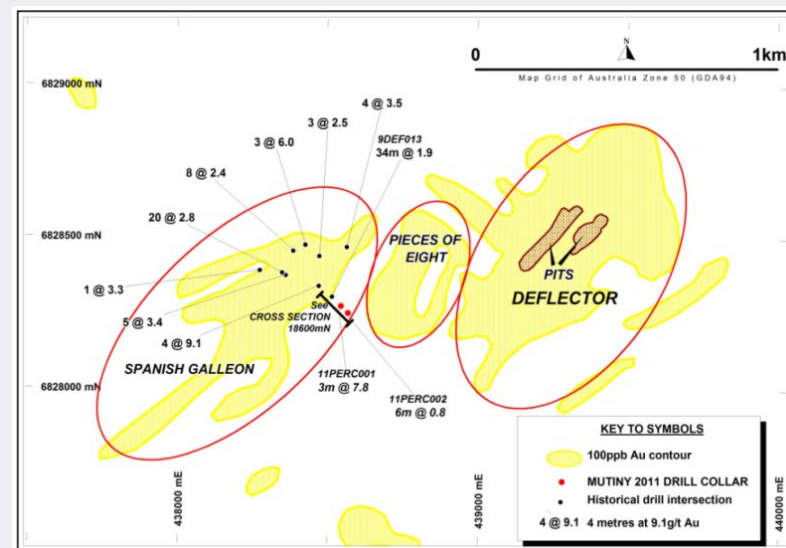 N
0 1km
Map Grid of Australia Zone 50 (GDA94)
6829000 mN
4 @ 3.5
3 @ 2.5
9DEF013
34m @ 1.9
3 @ 6.0
8 @ 2.4
20 @ 2.8
6828500 mN
1 @ 3.3
5 @ 3.4
4 @ 9.1
See
CROSS SECTION
18600mN
SPANISH GALLEON
PIECES OF
EIGHT
PITS
DEFLECTOR
6828000 mN
11PERC001
3m @ 7.8
11PERC002
6m @ 0.8
KEY TO SYMBOLS
100ppb Au contour
MUTINY 2011 DRILL COLLAR
Historical drill intersection
4 @ 9.1 4 metres at 9.1g/t Au
438000 mE
439000 mE
440000 mE